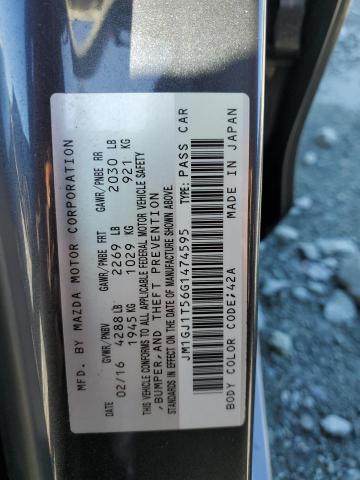 MFD. BY MAZDA MOTOR CORPORATION
DATE GVWR/PNBV GAWR/PNBE FRT GAWR/PNBE RR
02/16 4288 LB 2269 LB 2030 LB
1945 KG 1029 KG 921 KG
THIS VEHICLE CONFORMS TO ALL APPLICABLE FEDERAL MOTOR VEHICLE SAFETY
,BUMPER,AND THEFT PREVENTION
STANDARDS IN EFFECT ON THE DATE OF MANUFACTURE SHOWN ABOVE.
JM1GJ1T56G1474595 TYPE: PASS CAR
BODY COLOR CODE;42A MADE IN JAPAN